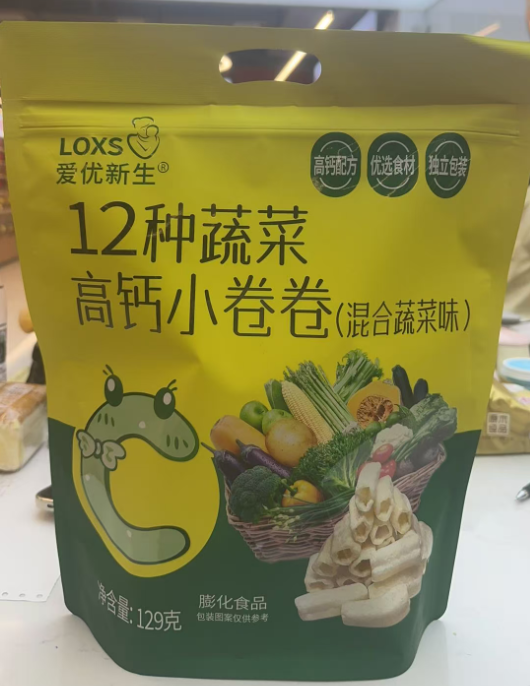 LOXS
爱优新生®
高钙配方
优选食材
独立包装
12种蔬菜
高钙小卷卷(混合蔬菜味)
净含量: 129克
膨化食品
包装图案仅供参考